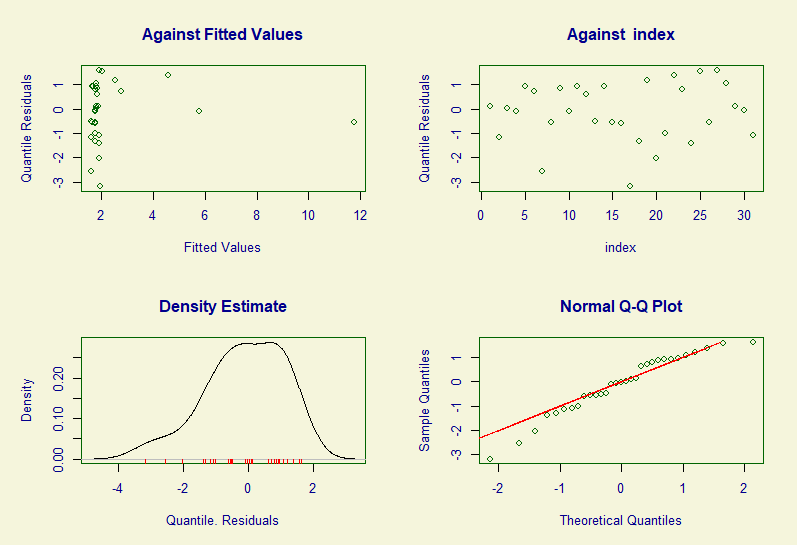 Against Fitted Values
Quantile Residuals
1
0
-1
-2
-3
2 4 6 8 10 12
Fitted Values
Against index
Quantile Residuals
1
0
-1
-2
-3
0 5 10 15 20 25 30
index
Density Estimate
Density
0.20
0.10
0.00
-4 -2 0 2
Quantile. Residuals
Normal Q-Q Plot
Sample Quantiles
1
0
-1
-2
-3
-2 -1 0 1 2
Theoretical Quantiles